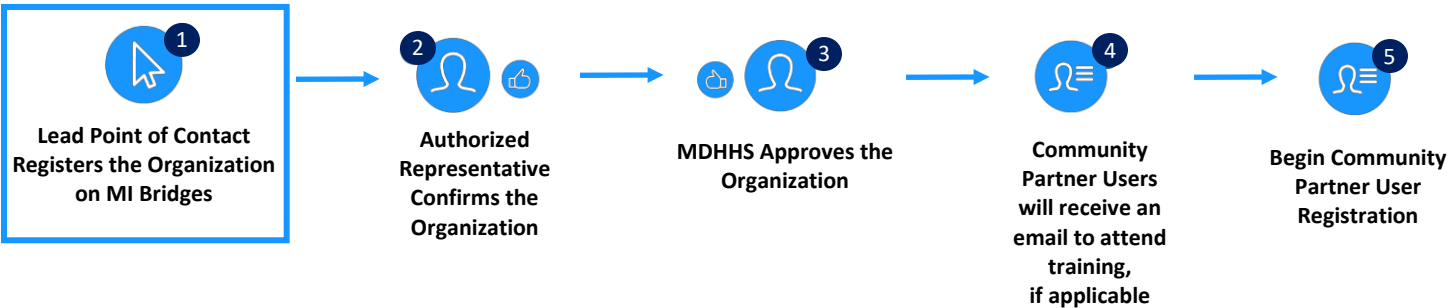 1
Lead Point of Contact
Registers the Organization
on MI Bridges
2
Authorized
Representative
Confirms the
Organization
3
MDHHS Approves the
Organization
4
Community
Partner Users
will receive an
email to attend
training,
if applicable
5
Begin Community
Partner User
Registration